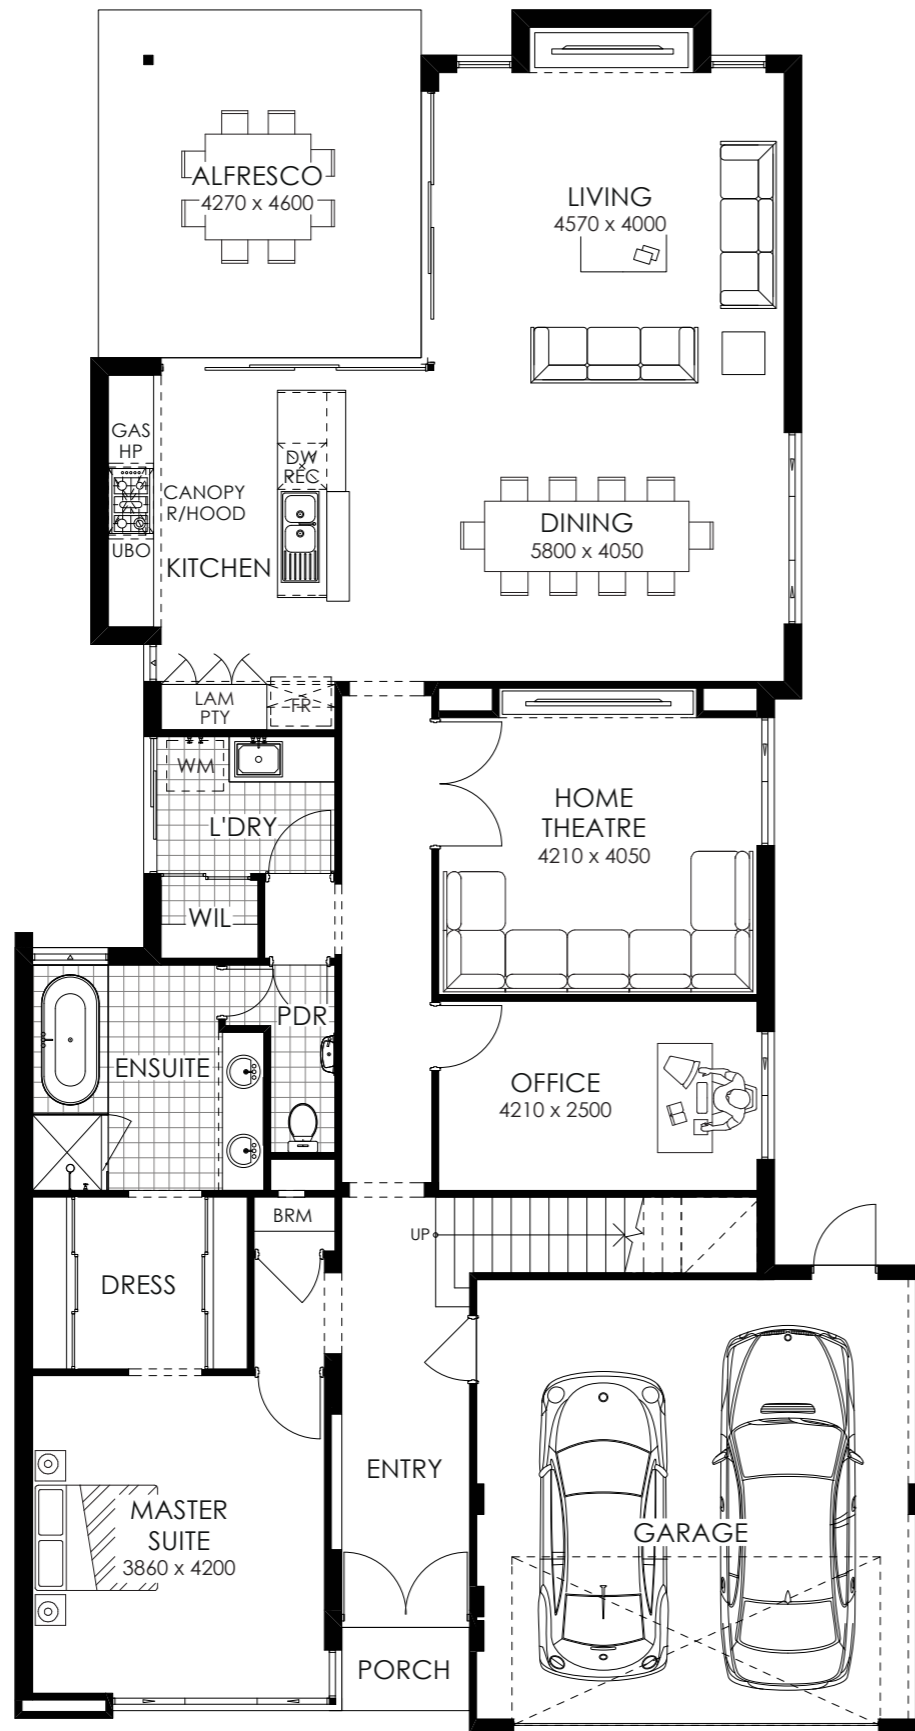 ALFRESCO
4270 x 4600
LIVING
4570 x 4000
GAS
HP
CANOPY
R/HOOD
UBO
KITCHEN
DW
REC
DINING
5800 x 4050
LAM
PTY
FR
WM
L'DRY
WIL
HOME
THEATRE
4210 x 4050
PDR
ENSUITE
OFFICE
4210 x 2500
BRM
UP
DRESS
ENTRY
MASTER
SUITE
3860 x 4200
GARAGE
PORCH